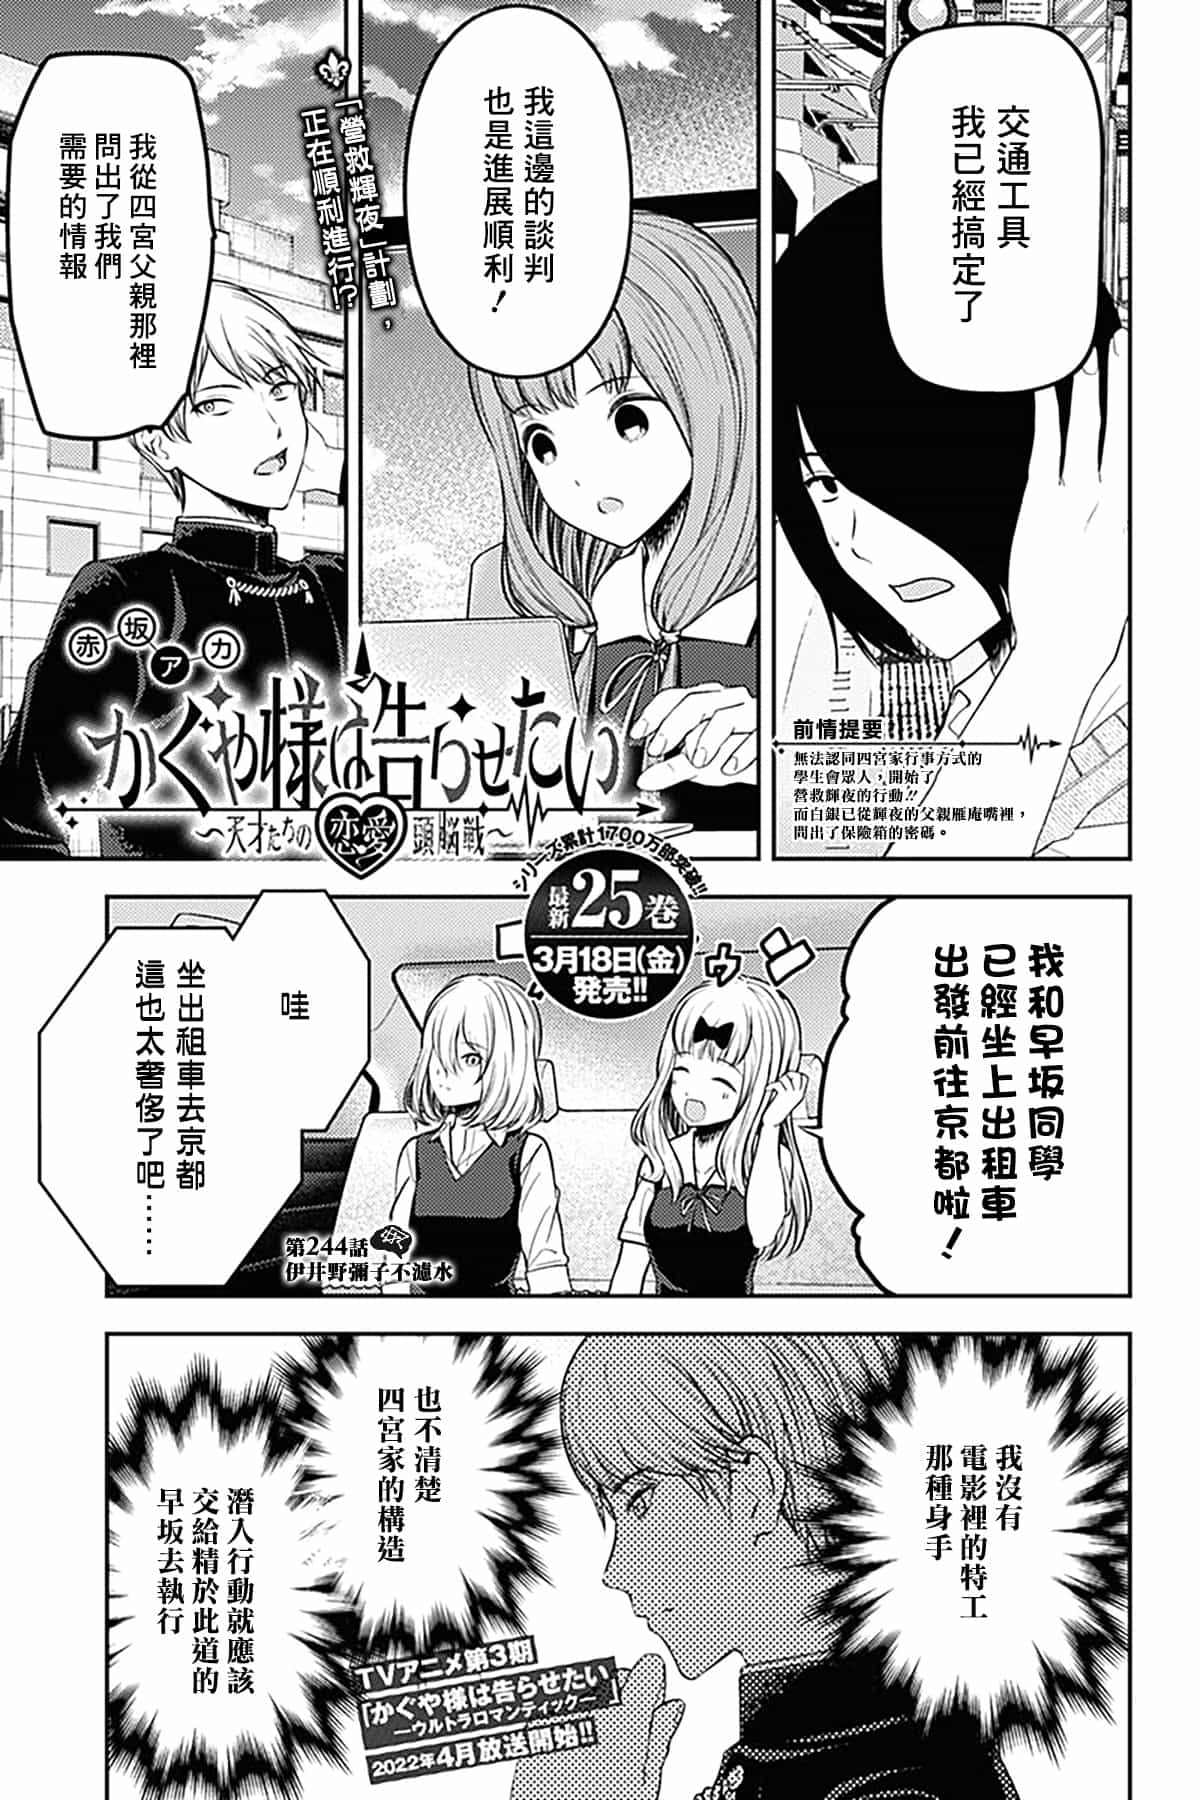 交通工具
我已經搞定了
我這邊的談判
也是進展順利！
「營救輝夜」計劃，
正在順利進行!?
我從四宮父親那裡
問出了我們
需要的情報
赤坂アカ
かぐや様は告らせたい
～天才たちの恋愛頭脳戦～
前情提要
無法認同四宮家行事方式的
學生會眾人，開始了
營救輝夜的行動!!
而白銀已從輝夜的父親雁庵嘴裡，
問出了保險箱的密碼。
シリーズ累計1700万部突破!!
最新25巻
3月18日(金)
発売!!
我和早坂同學
已經坐上出租車
出發前往京都啦！
哇
坐出租車去京都
這也太奢侈了吧……
第244話
伊井野彌子不濾水
我沒有
電影裡的特工
那種身手
也不清楚
四宮家的構造
潛入行動就應該
交給精於此道的
早坂去執行
TVアニメ第3期
「かぐや様は告らせたい
―ウルトラロマンティック―」
2022年4月放送開始!!